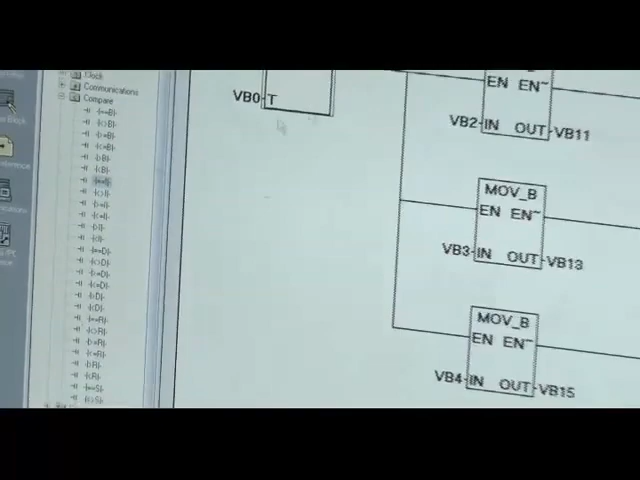 Clock
Communications
Compare
==B
<>B
>=B
<=B
>B
<B
==I
<>I
>=I
<=I
>I
<I
==D
<>D
>=D
<=D
>D
<D
==R
<>R
>=R
<=R
>R
<R
==S
<>S
VB0 T
EN EN~
VB2 IN OUT VB11
MOV_B
EN EN~
VB3 IN OUT VB13
MOV_B
EN EN~
VB4 IN OUT VB15